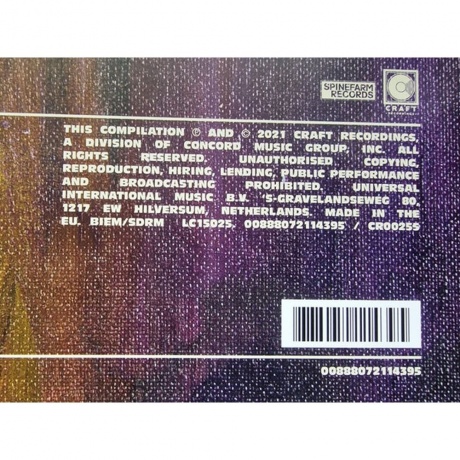 SPINEFARM
RECORDS
CRAFT
THIS COMPILATION ℗ AND © 2021 CRAFT RECORDINGS,
A DIVISION OF CONCORD MUSIC GROUP, INC. ALL
RIGHTS RESERVED. UNAUTHORISED COPYING,
REPRODUCTION, HIRING, LENDING, PUBLIC PERFORMANCE
AND BROADCASTING PROHIBITED. UNIVERSAL
INTERNATIONAL MUSIC B.V. 'S-GRAVELANDSEWEG 80,
1217 EW HILVERSUM, NETHERLANDS. MADE IN THE
EU. BIEM/SDRM LC15025. 00888072114395 / CR00255
00888072114395